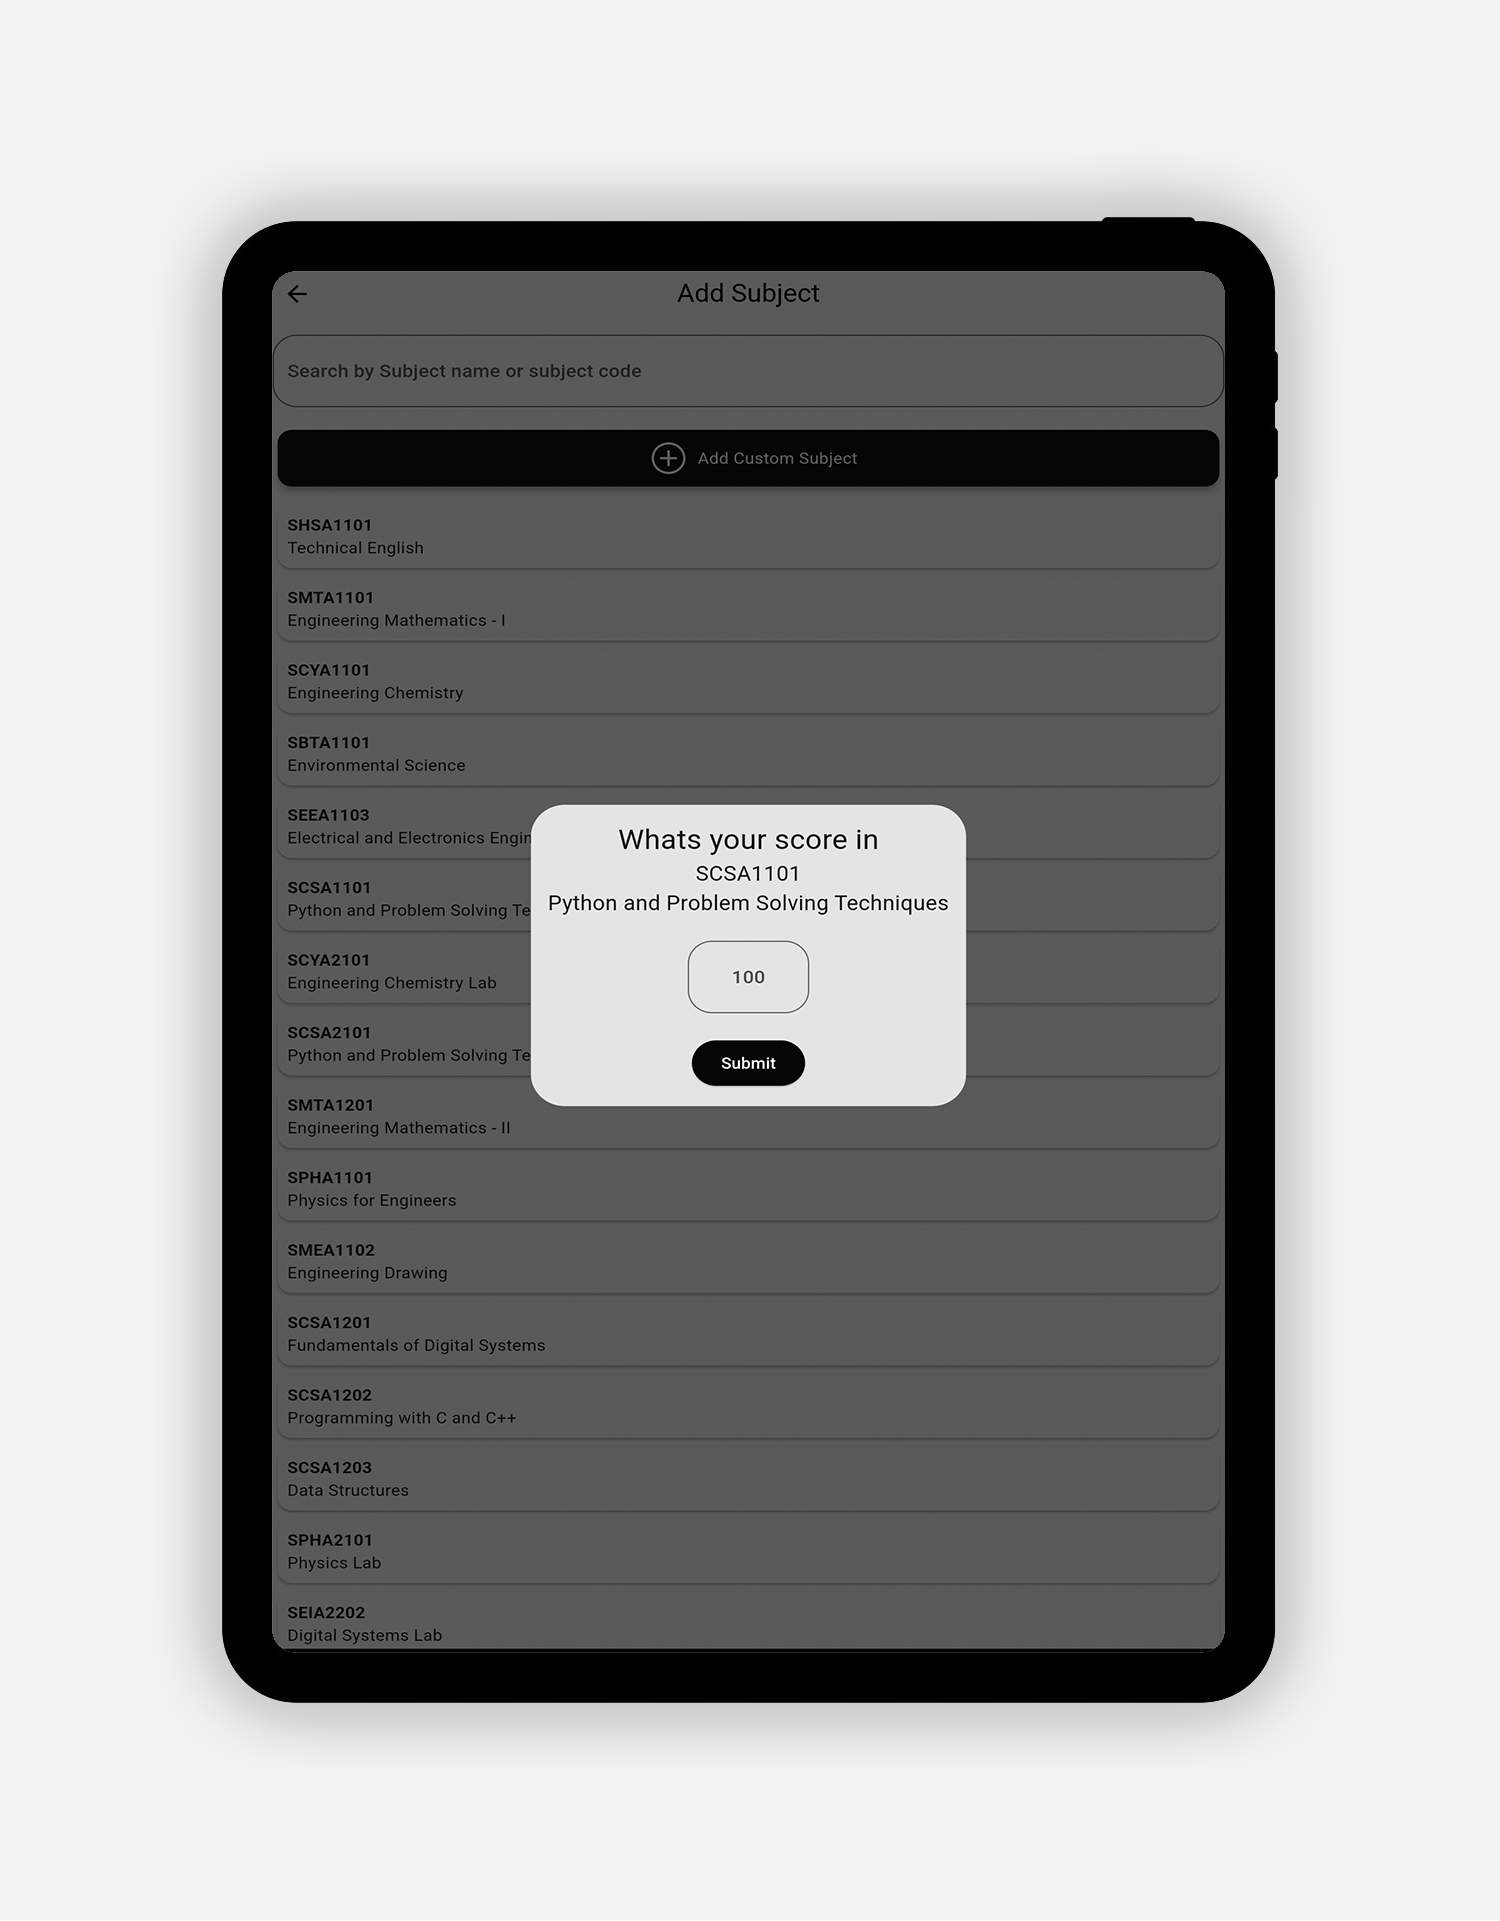 Add Subject
Search by Subject name or subject code
Add Custom Subject
SHSA1101
Technical English
SMTA1101
Engineering Mathematics - I
SCYA1101
Engineering Chemistry
SBTA1101
Environmental Science
SEEA1103
Electrical and Electronics Engin
SCSA1101
Python and Problem Solving Te
SCYA2101
Engineering Chemistry Lab
SCSA2101
Python and Problem Solving Te
SMTA1201
Engineering Mathematics - II
SPHA1101
Physics for Engineers
SMEA1102
Engineering Drawing
SCSA1201
Fundamentals of Digital Systems
SCSA1202
Programming with C and C++
SCSA1203
Data Structures
SPHA2101
Physics Lab
SEIA2202
Digital Systems Lab
Whats your score in
SCSA1101
Python and Problem Solving Techniques
100
Submit